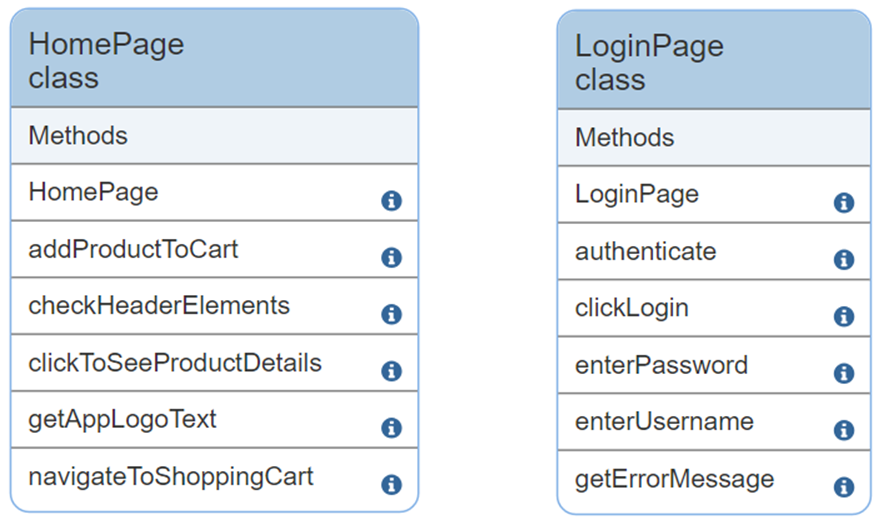 HomePage
class
Methods
HomePage
addProductToCart
checkHeaderElements
clickToSeeProductDetails
getAppLogoText
navigateToShoppingCart
LoginPage
class
Methods
LoginPage
authenticate
clickLogin
enterPassword
enterUsername
getErrorMessage